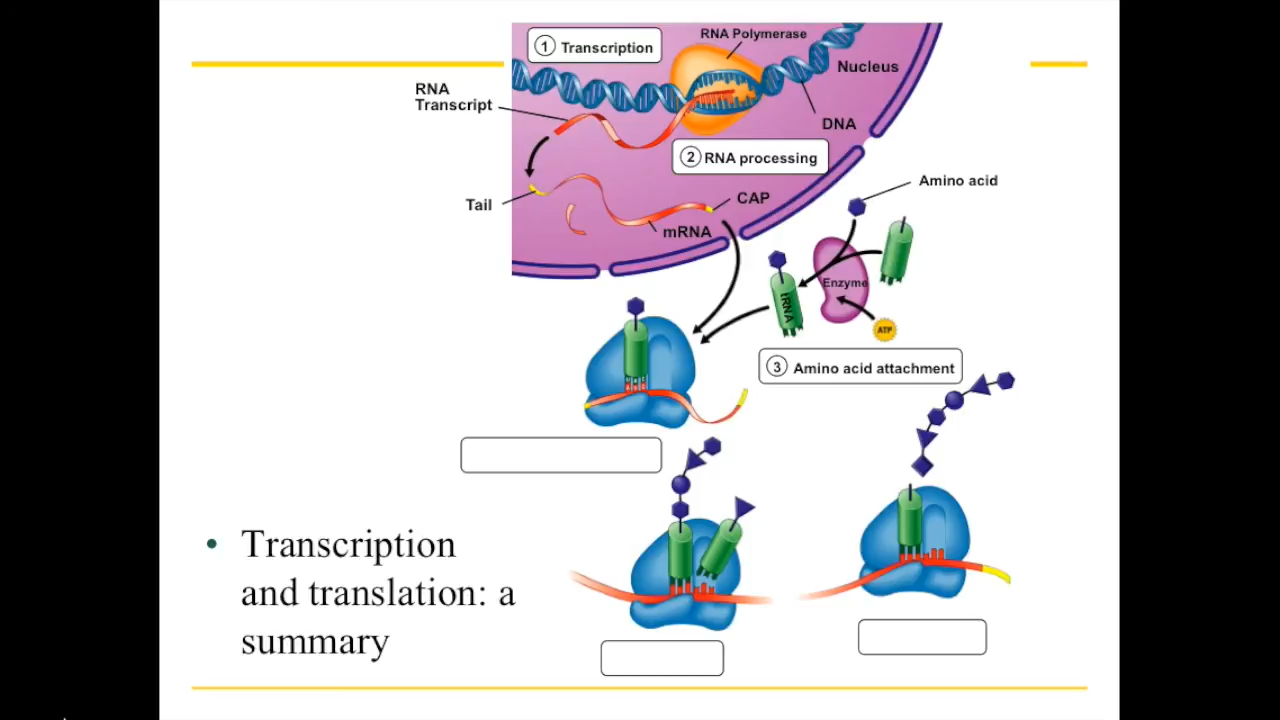 1 Transcription
RNA Polymerase
Nucleus
RNA
Transcript
DNA
2 RNA processing
Amino acid
Tail
CAP
mRNA
Enzyme
tRNA
ATP
3 Amino acid attachment
• Transcription
and translation: a
summary